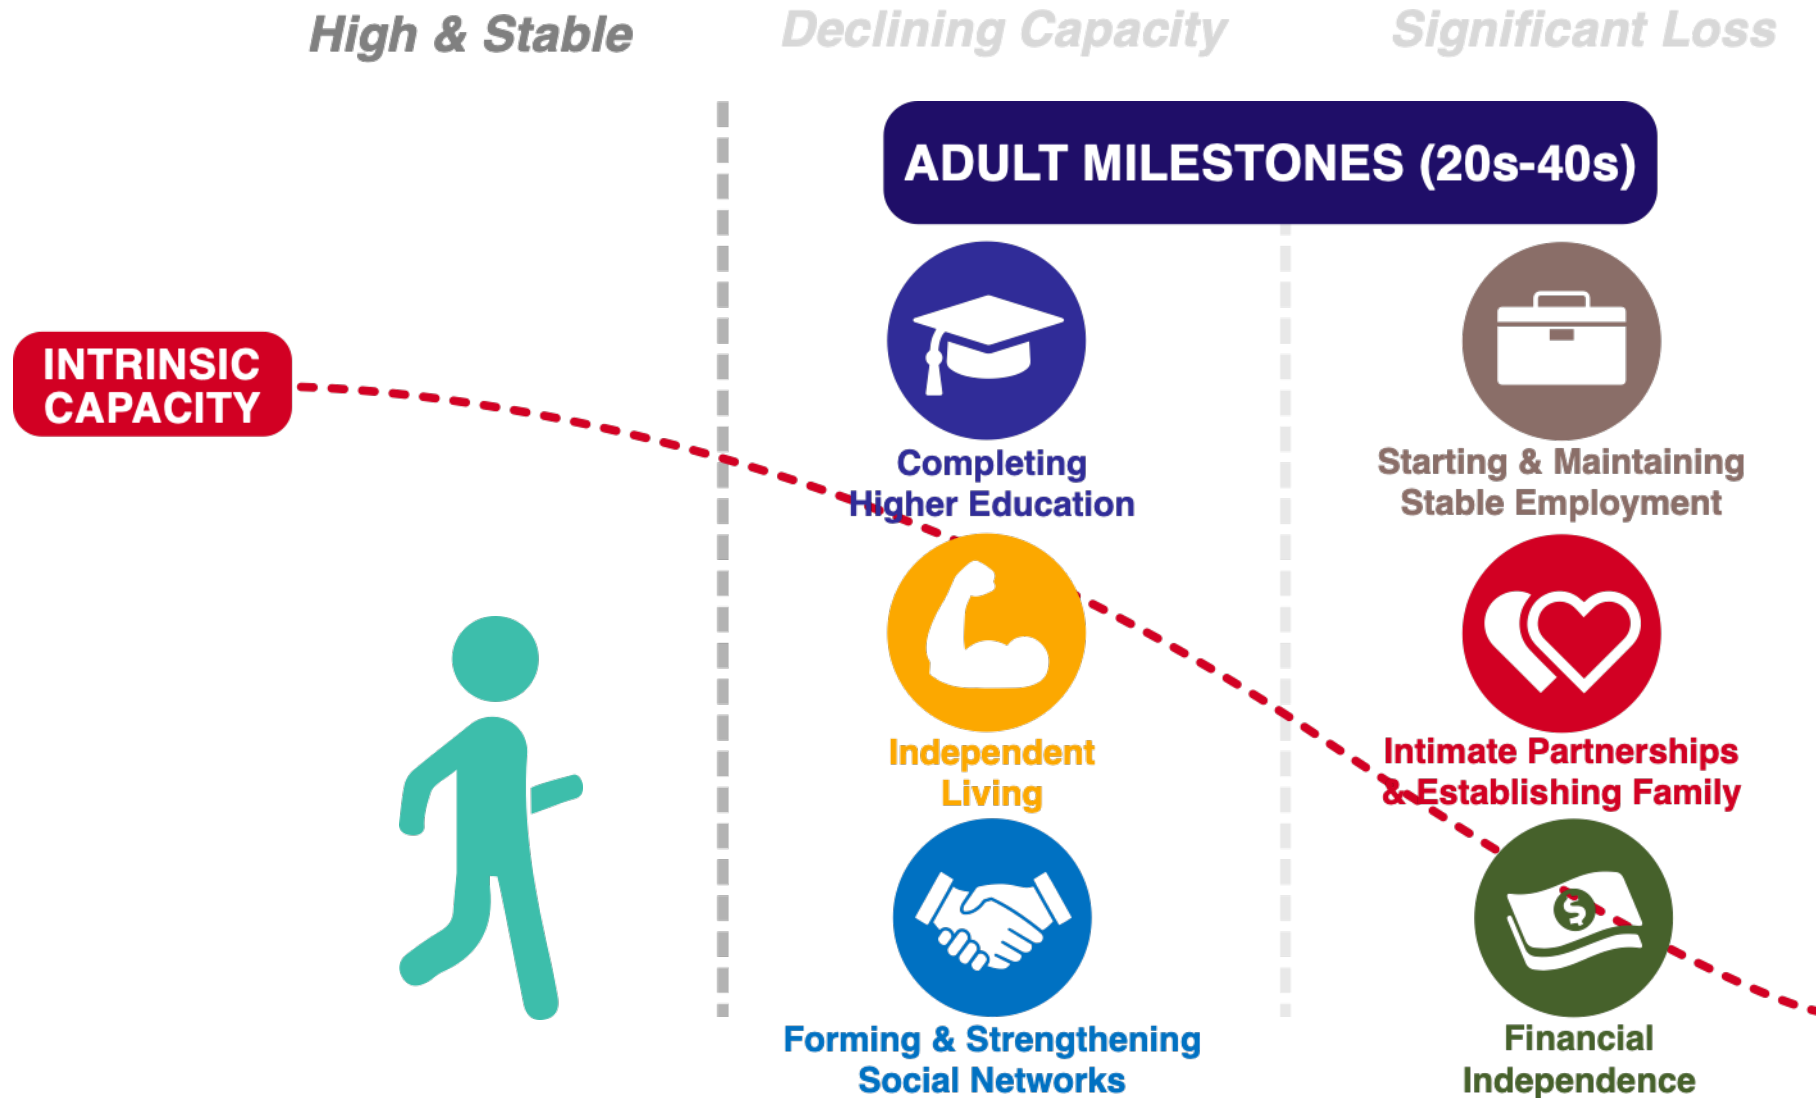 High & Stable
Declining Capacity
Significant Loss
ADULT MILESTONES (20s-40s)
INTRINSIC
CAPACITY
Completing
Higher Education
Starting & Maintaining
Stable Employment
Independent
Living
Intimate Partnerships
& Establishing Family
$
Forming & Strengthening
Social Networks
Financial
Independence